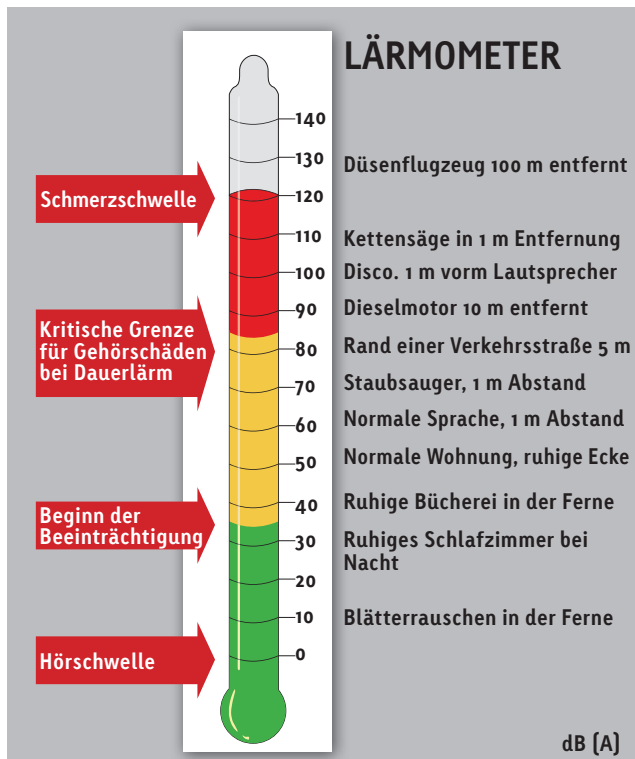 LÄRMOMETER
140
130
Düsenflugzeug 100 m entfernt
Schmerzschwelle
120
110
Kettensäge in 1 m Entfernung
100
Disco. 1 m vorm Lautsprecher
90
Dieselmotor 10 m entfernt
Kritische Grenze
für Gehörschäden
bei Dauerlärm
80
Rand einer Verkehrsstraße 5 m
70
Staubsauger, 1 m Abstand
60
Normale Sprache, 1 m Abstand
50
Normale Wohnung, ruhige Ecke
40
Ruhige Bücherei in der Ferne
Beginn der
Beeinträchtigung
30
Ruhiges Schlafzimmer bei
Nacht
20
10
Blätterrauschen in der Ferne
Hörschwelle
0
dB (A)